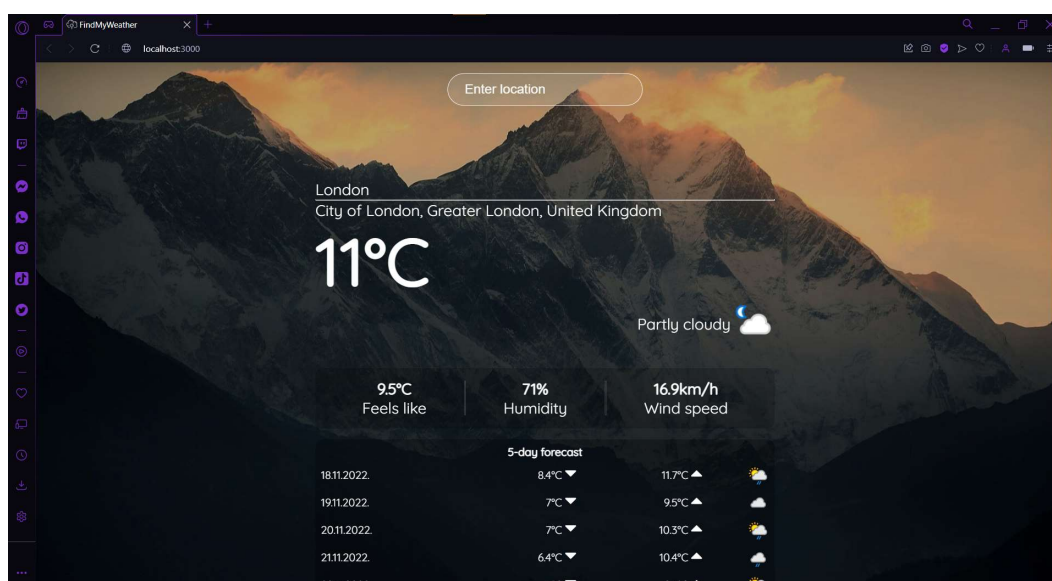 FindMyWeather
localhost:3000
Enter location
London
City of London, Greater London, United Kingdom
11°C
Partly cloudy
9.5°C 71% 16.9km/h
Feels like Humidity Wind speed
5-day forecast
18.11.2022. 8.4°C 11.7°C
19.11.2022. 7°C 9.5°C
20.11.2022. 7°C 10.3°C
21.11.2022. 6.4°C 10.4°C